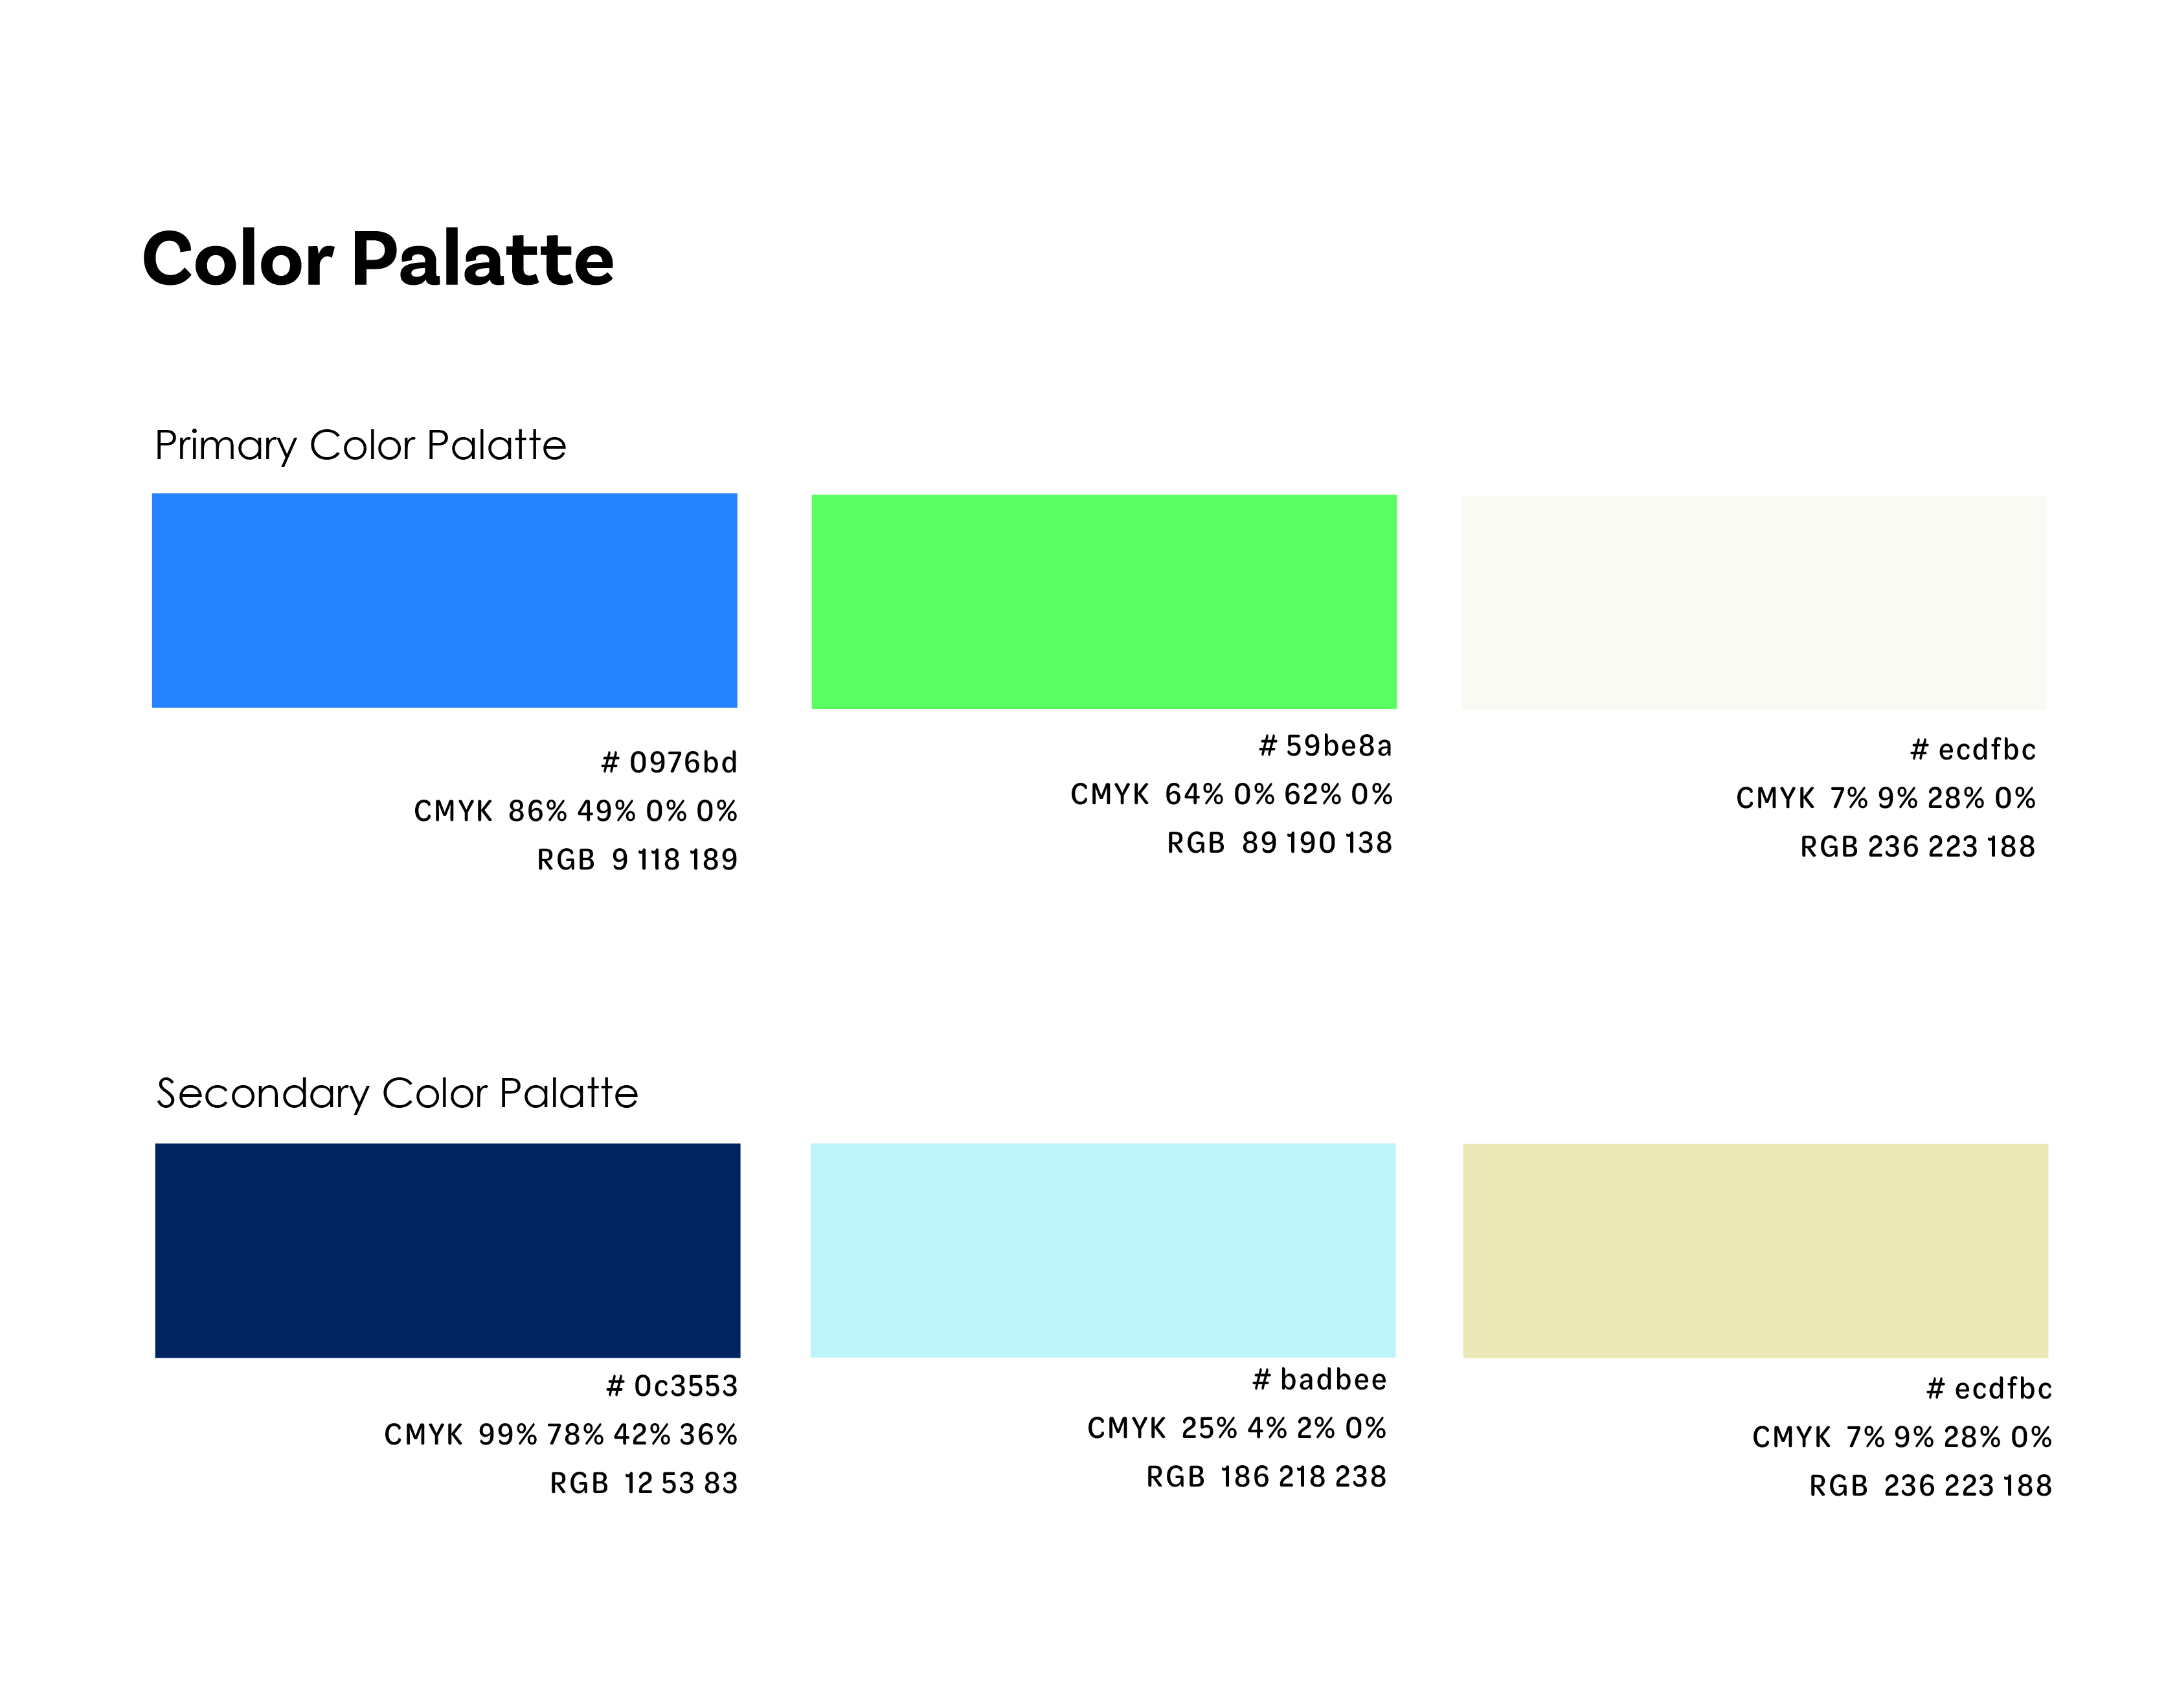 Color Palatte
Primary Color Palatte
# 0976bd
CMYK 86% 49% 0% 0%
RGB 9 118 189
# 59be8a
CMYK 64% 0% 62% 0%
RGB 89 190 138
# ecdfbc
CMYK 7% 9% 28% 0%
RGB 236 223 188
Secondary Color Palatte
# 0c3553
CMYK 99% 78% 42% 36%
RGB 12 53 83
# badbee
CMYK 25% 4% 2% 0%
RGB 186 218 238
# ecdfbc
CMYK 7% 9% 28% 0%
RGB 236 223 188